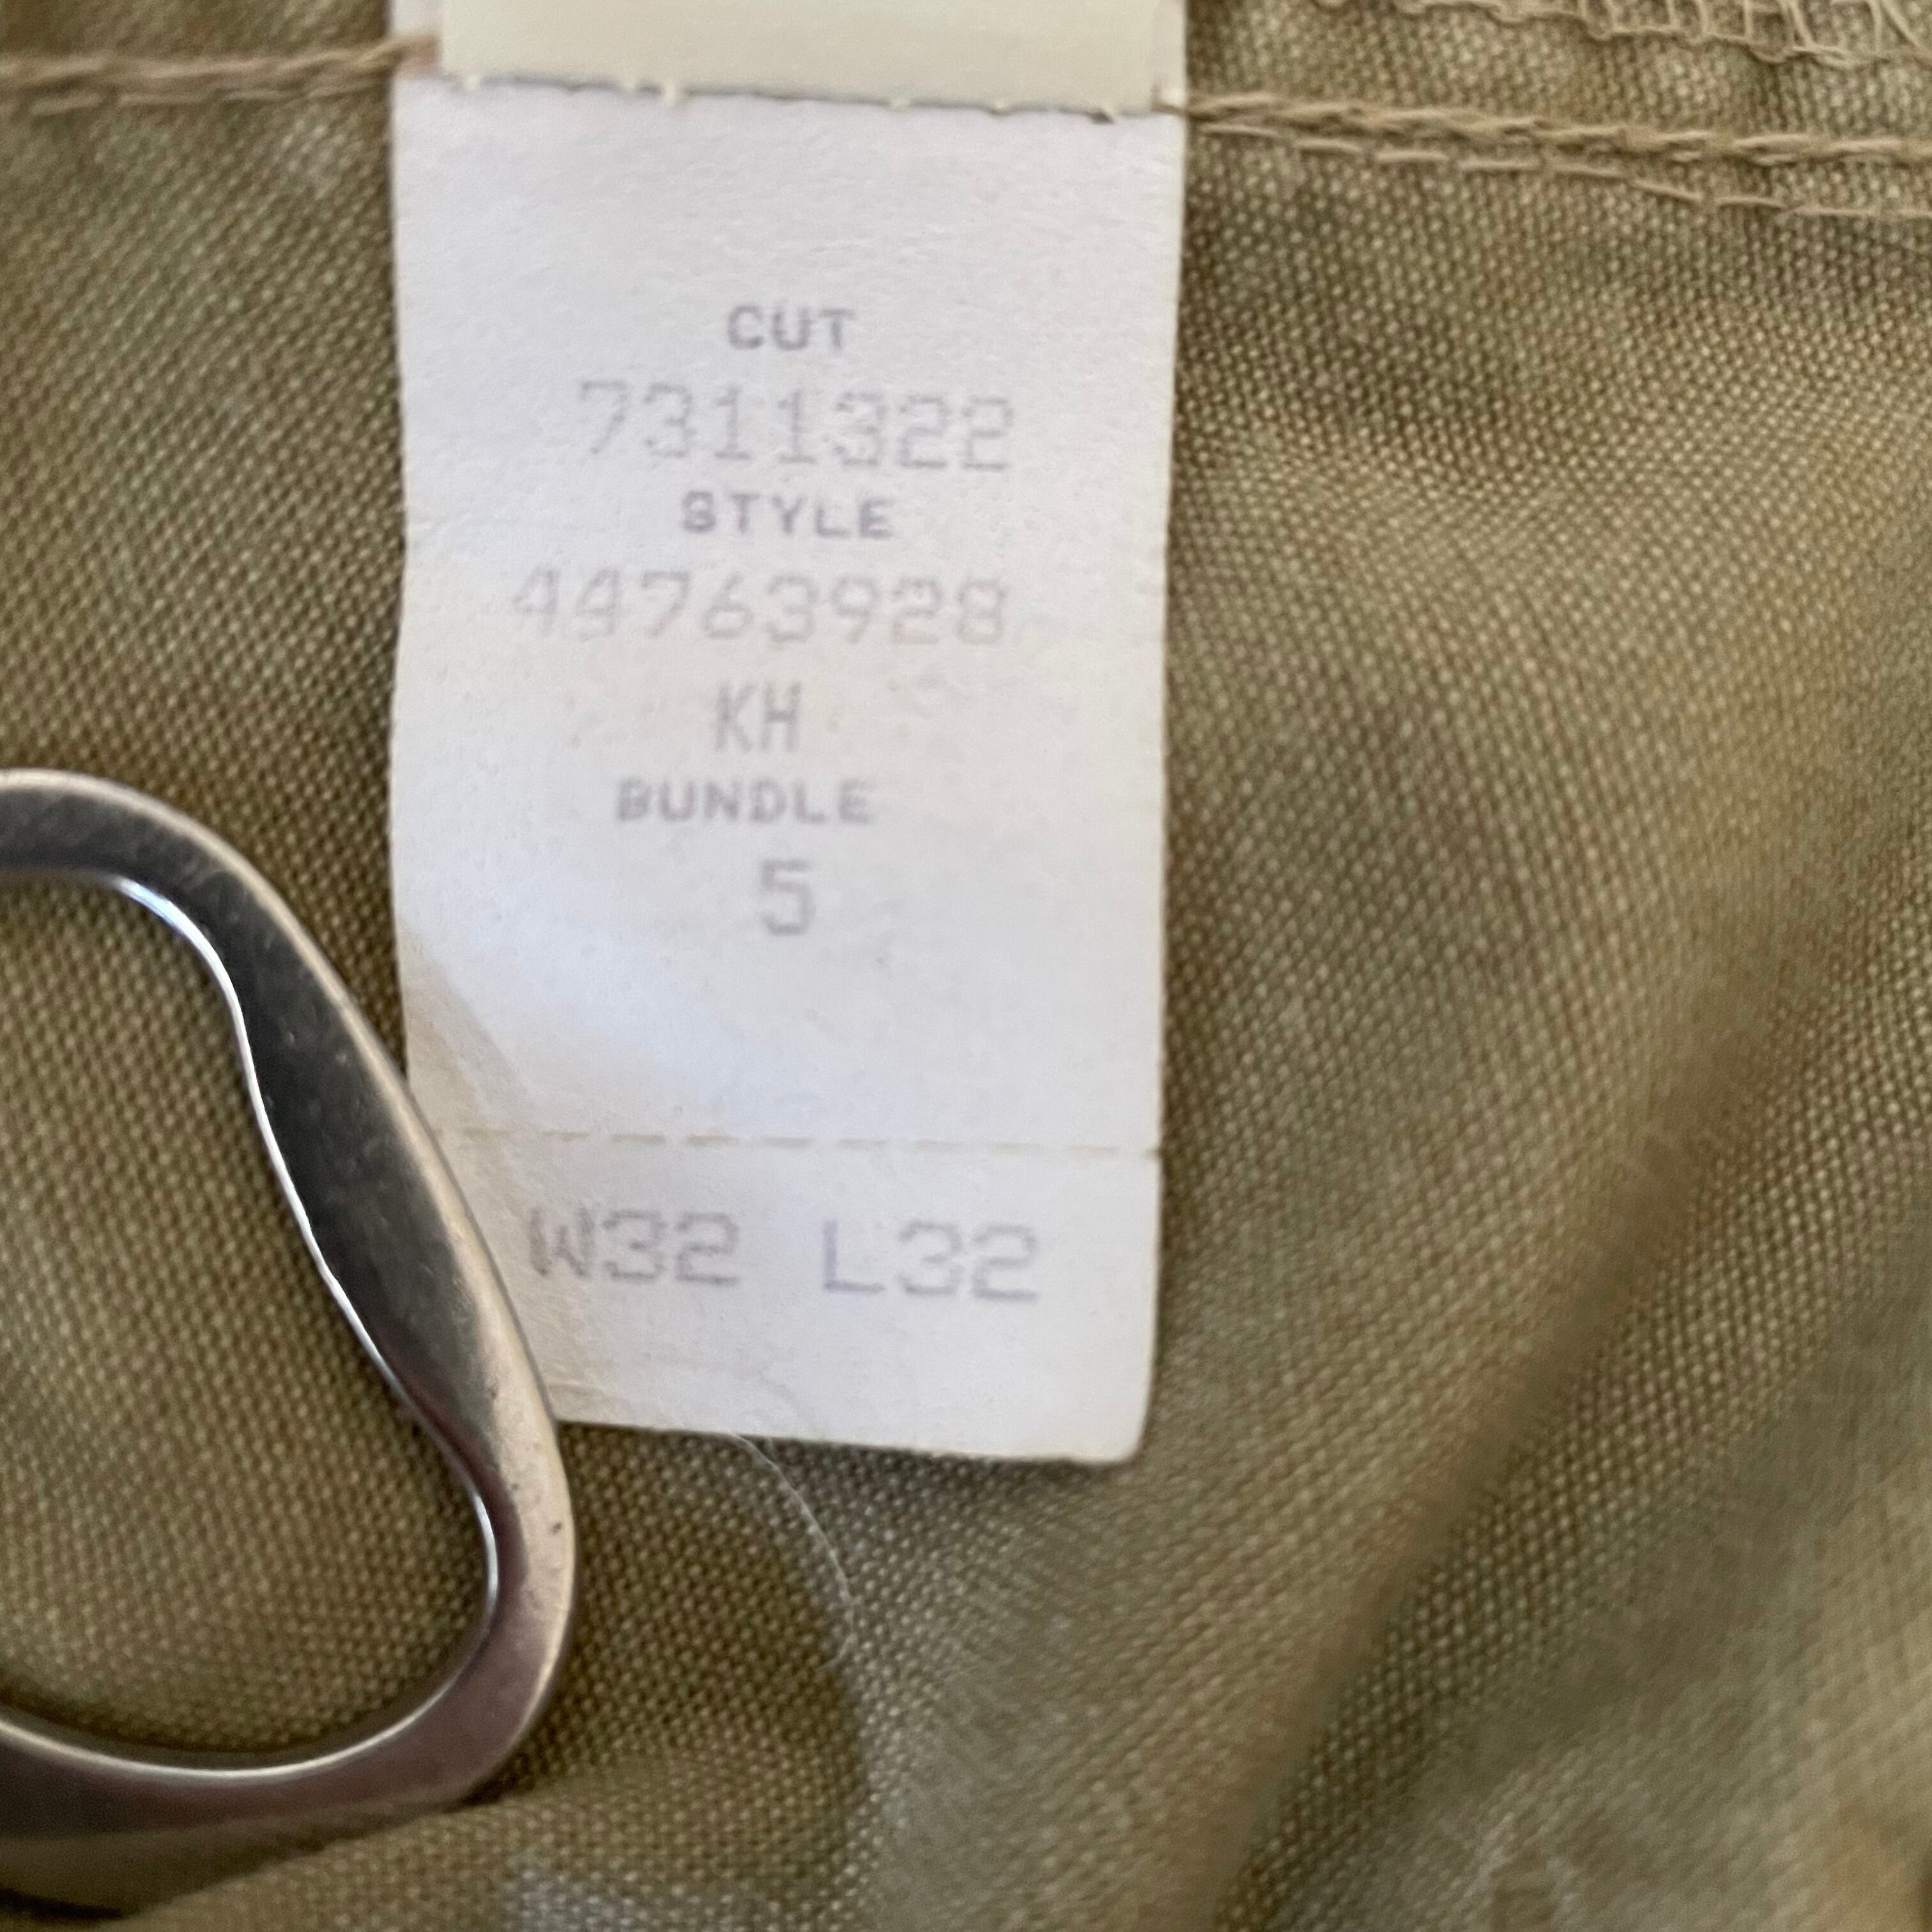 CUT
7311322
STYLE
44763928
KH
BUNDLE
5
W32 L32